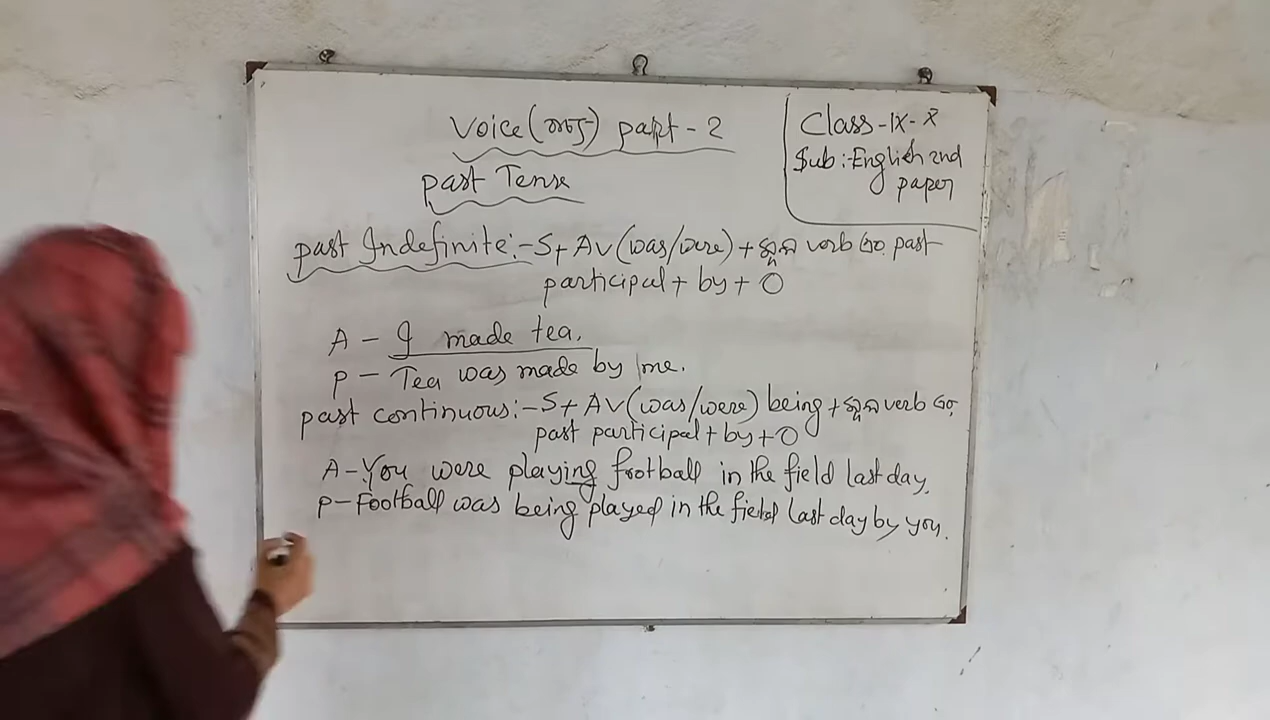 Voice (বাচ্য) part - 2
Class-IX-X
Sub:-English 2nd
paper
past Tense
past Indefinite:- S+ AV (was/were) + মূল verb এর past
participal + by + O
A - I made tea.
P - Tea was made by me.
past continuous:- S+ AV (was/were) being + মূল verb এর
past participal + by + O
A - You were playing football in the field last day.
P - Football was being played in the field last day by you.